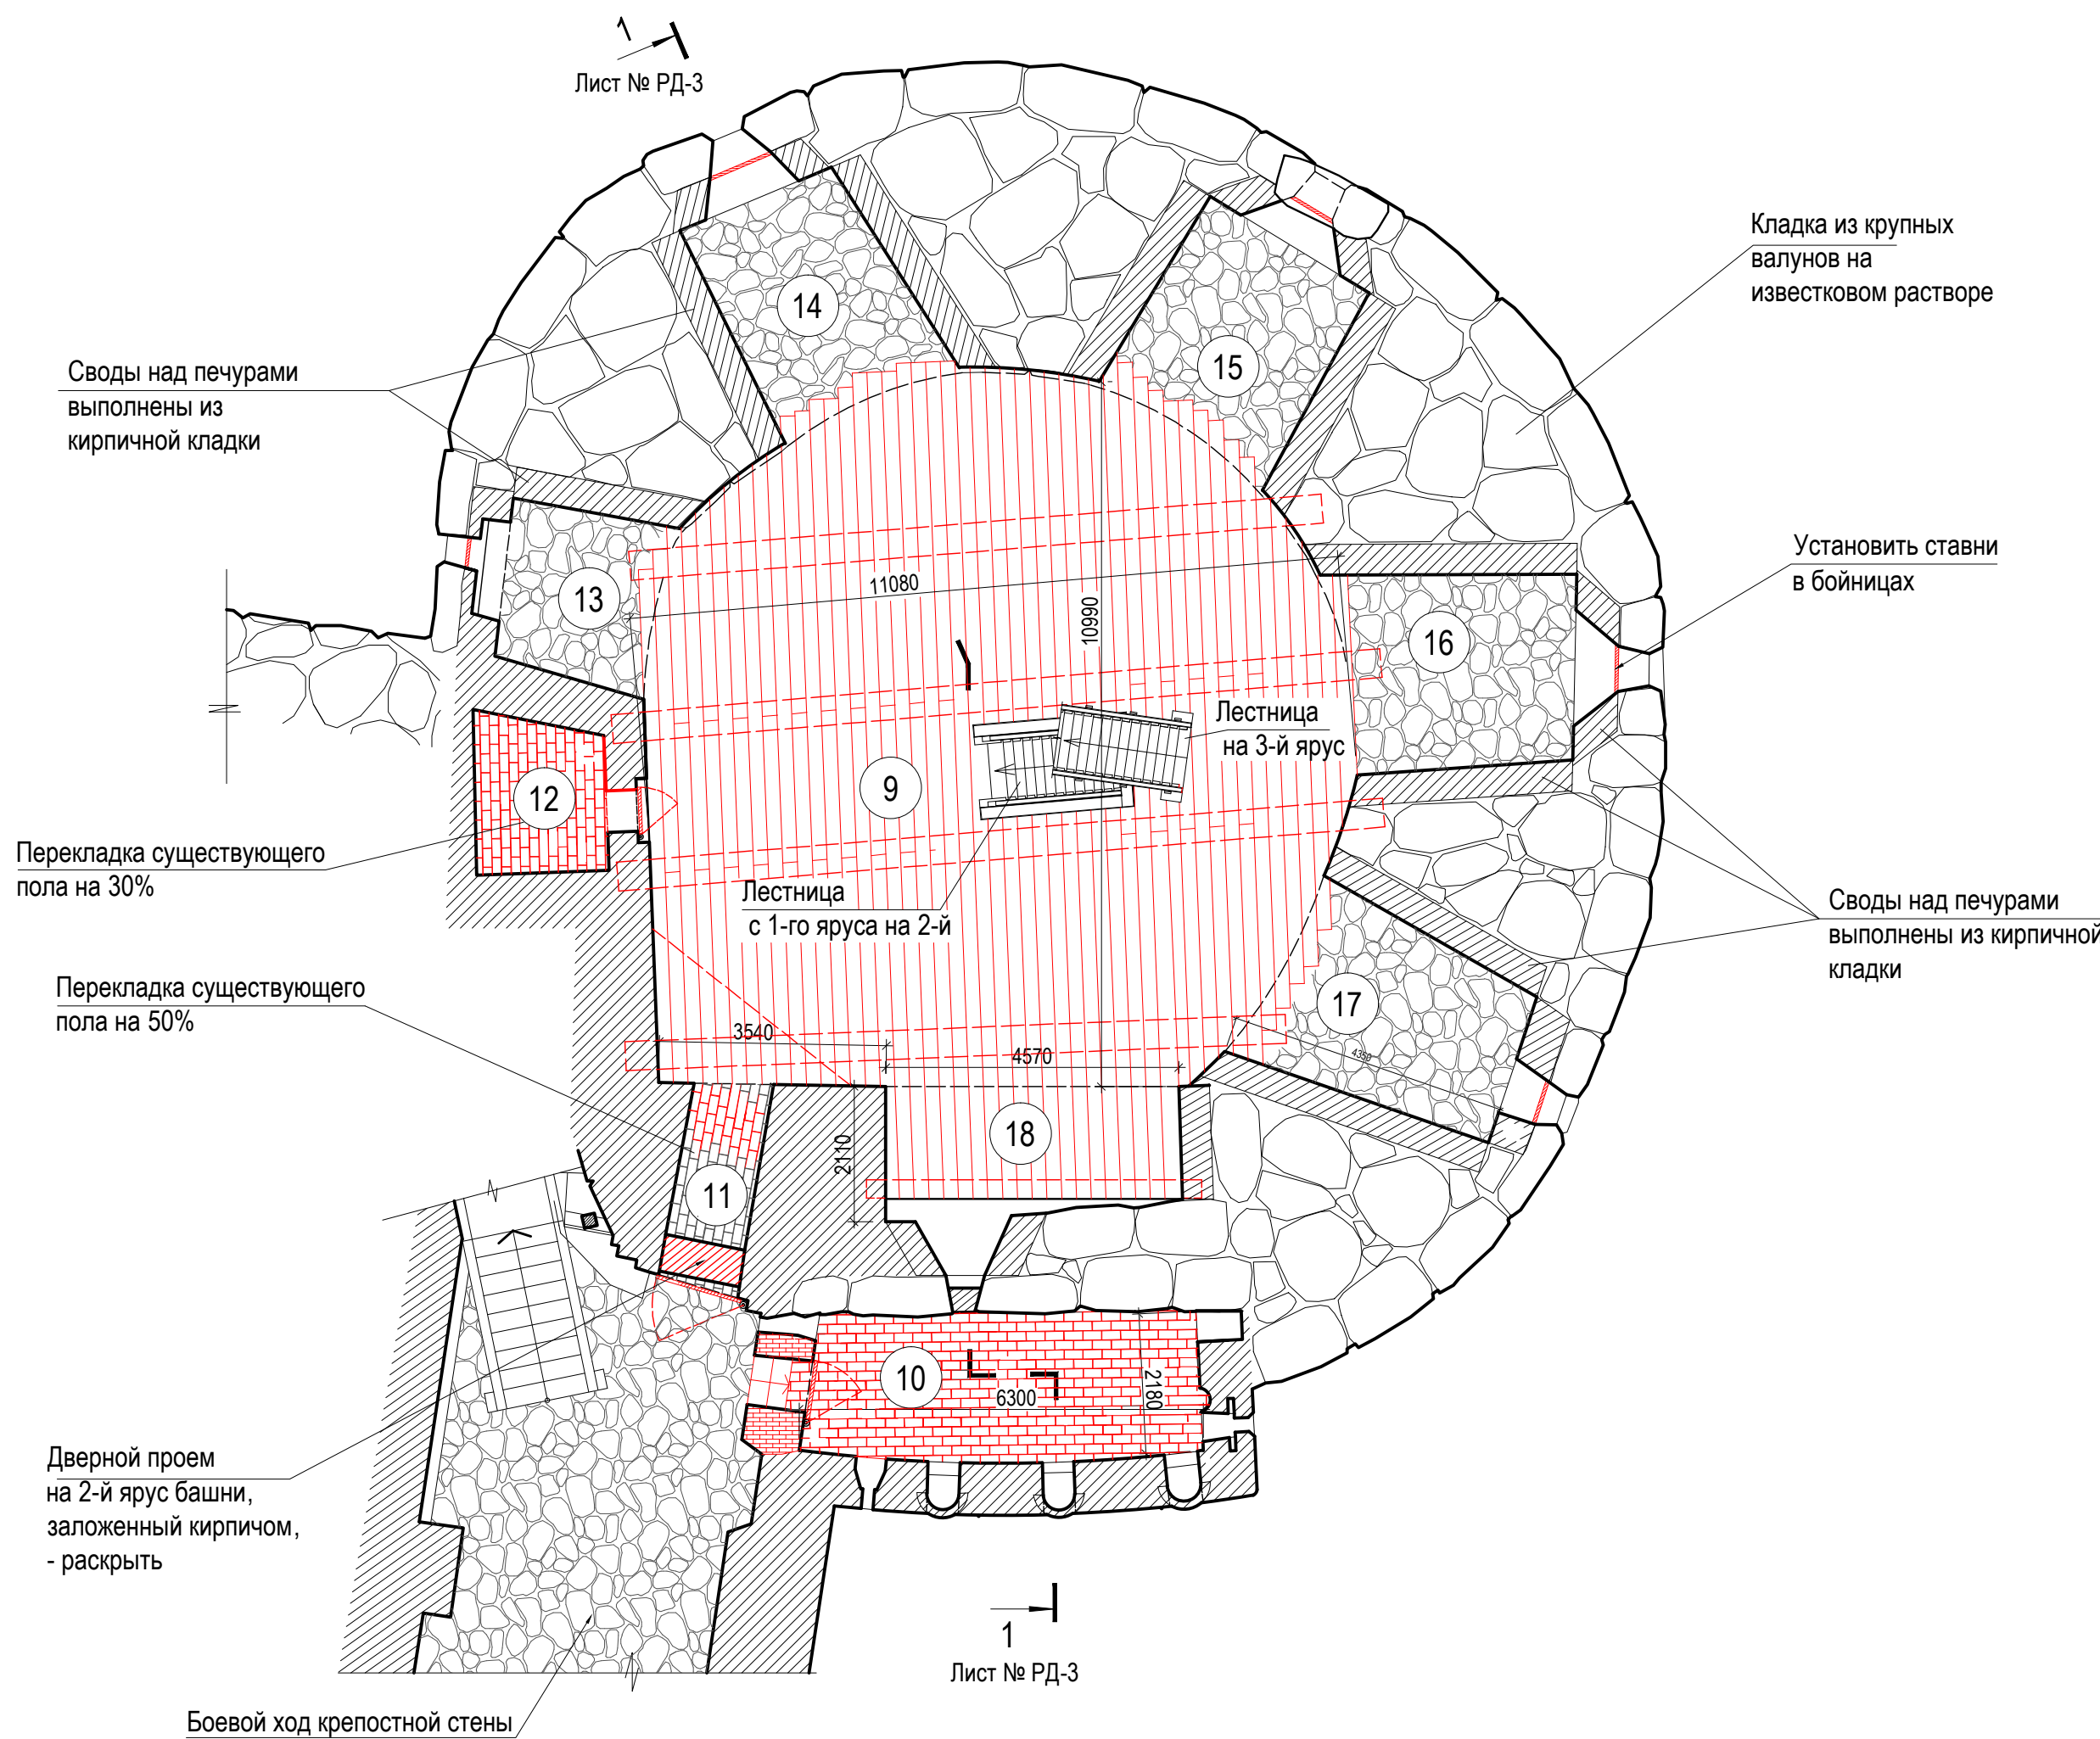 1
Лист № РД-3
Кладка из крупных
валунов на
известковом растворе
14
15
Своды над печурами
выполнены из
кирпичной кладки
Установить ставни
в бойницах
11080
13
10990
16
Лестница
на 3-й ярус
9
12
Перекладка существующего
пола на 30%
Лестница
с 1-го яруса на 2-й
Своды над печурами
выполнены из кирпичной
кладки
Перекладка существующего
пола на 50%
17
3540
4570
4350
18
2110
11
10
6300
2180
Дверной проем
на 2-й ярус башни,
заложенный кирпичом,
- раскрыть
1
Лист № РД-3
Боевой ход крепостной стены